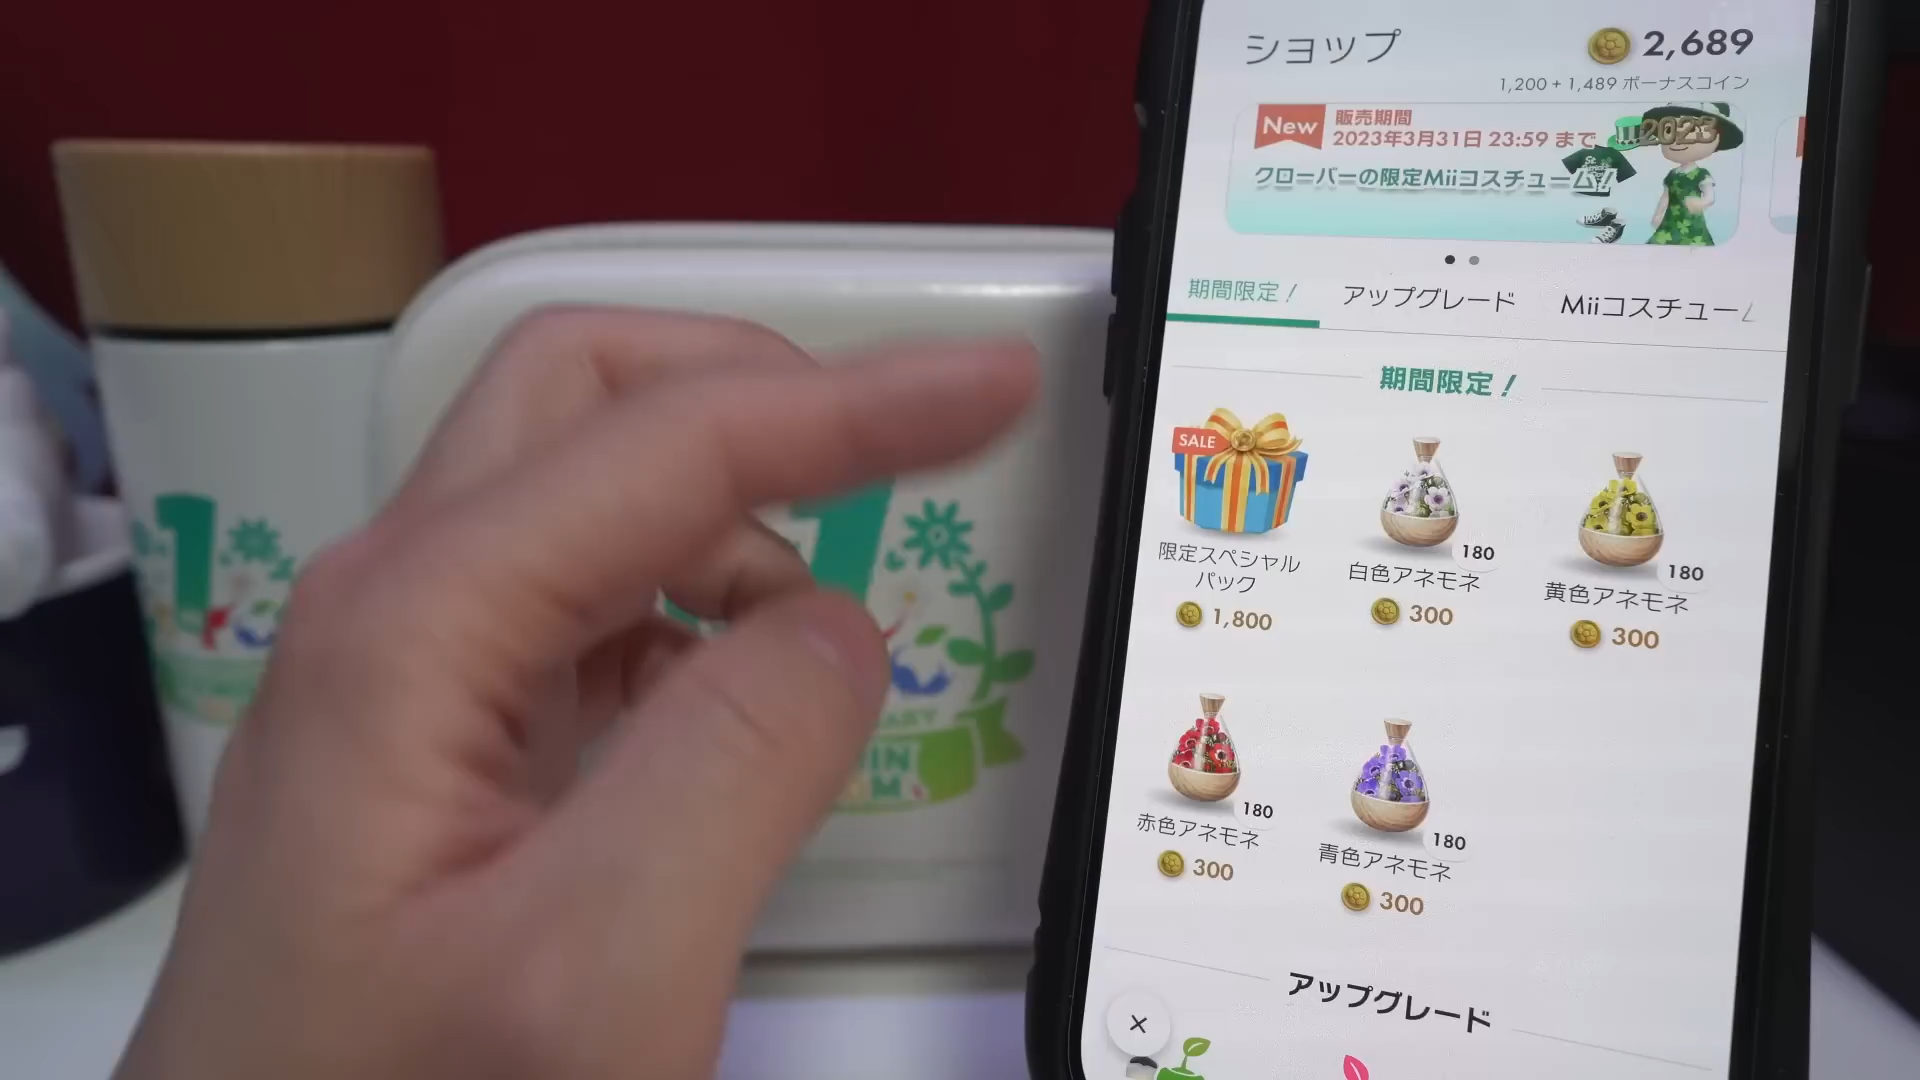 ショップ
2,689
1,200 + 1,489 ボーナスコイン
New
販売期間
2023年3月31日 23:59 まで
クローバーの限定Miiコスチューム!
2023
期間限定!
アップグレード
Miiコスチューム
期間限定!
SALE
限定スペシャル
パック
1,800
180
白色アネモネ
300
180
黄色アネモネ
300
180
赤色アネモネ
300
180
青色アネモネ
300
アップグレード
×
1
1